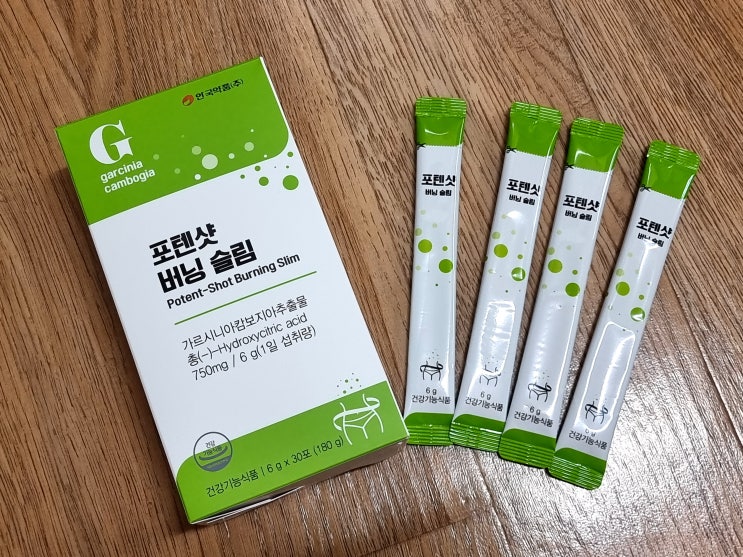 안국약품(주)
G
garcinia
cambogia
포텐샷
버닝 슬림
Potent-Shot Burning Slim
가르시니아캄보지아추출물
총(-)-Hydroxycitric acid
750mg / 6 g(1일 섭취량)
건강
기능식품
건강기능식품 | 6 g x 30포 (180 g)
포텐샷
버닝 슬림
6 g
건강기능식품
포텐샷
버닝 슬림
6 g
건강기능식품
포텐샷
버닝 슬림
6 g
건강기능식품
포텐샷
버닝 슬림
6 g
건강기능식품
blog.naver.com/